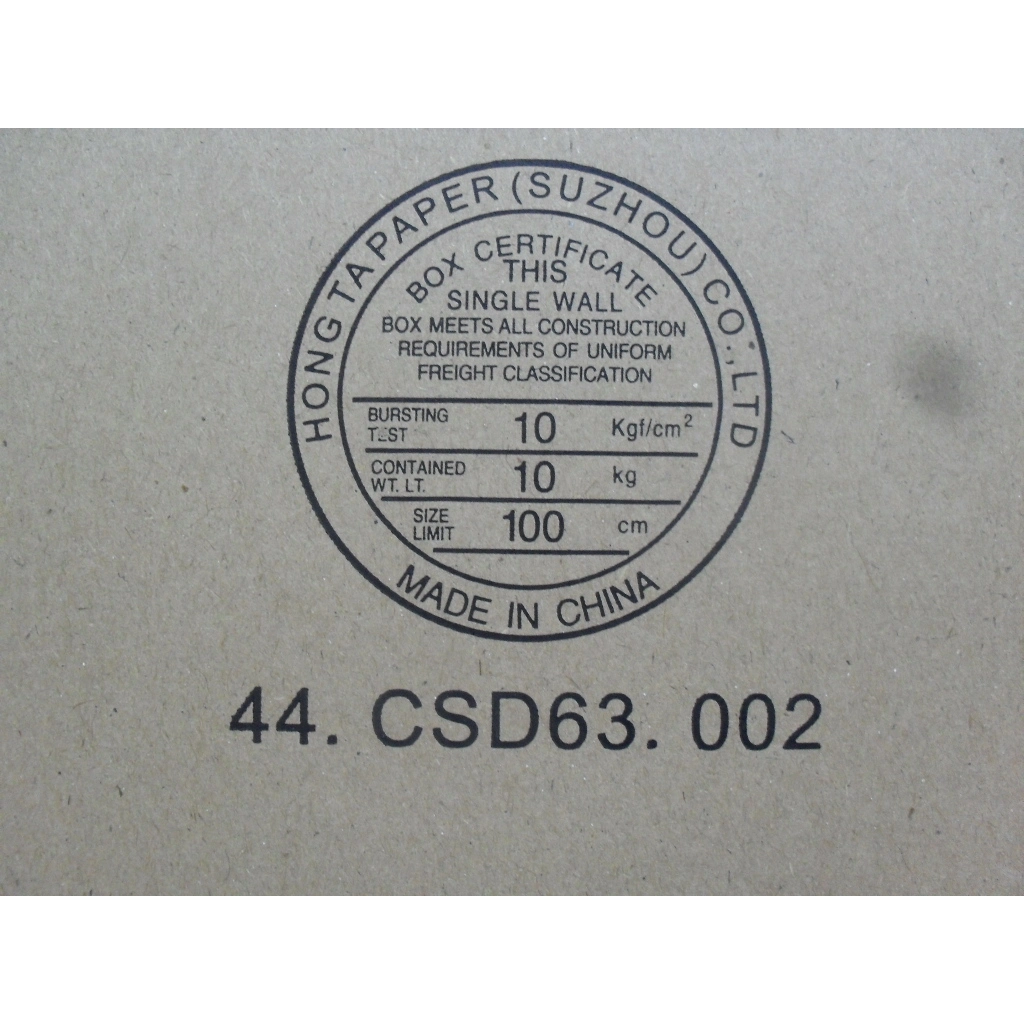 HONG TA PAPER (SUZHOU) CO.,LTD
BOX CERTIFICATE
THIS
SINGLE WALL
BOX MEETS ALL CONSTRUCTION
REQUIREMENTS OF UNIFORM
FREIGHT CLASSIFICATION
BURSTING TEST 10 Kgf/cm²
CONTAINED WT. LT. 10 kg
SIZE LIMIT 100 cm
MADE IN CHINA
44. CSD63. 002